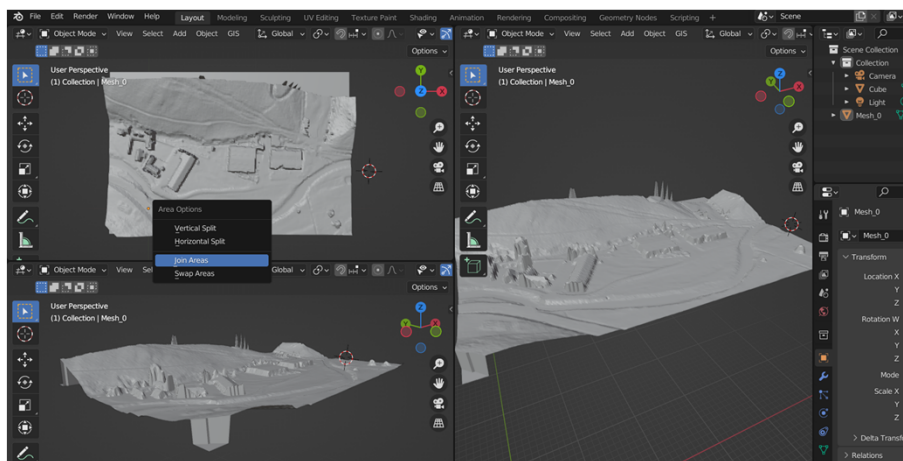 File Edit Render Window Help Layout Modeling Sculpting UV Editing Texture Paint Shading Animation Rendering Compositing Geometry Nodes Scripting + Scene
Object Mode View Select Add Object GIS Global
Options
User Perspective
(1) Collection | Mesh_0
Y
Z
X
Area Options
Vertical Split
Horizontal Split
Join Areas
Swap Areas
Object Mode View Sel Global
Options
User Perspective
(1) Collection | Mesh_0
Z
Object Mode View Select Add Object GIS Global
Options
User Perspective
(1) Collection | Mesh_0
Z
X
Scene Collection
Collection
Camera
Cube
Light
Mesh_0
Mesh_0
Mesh_0
Transform
Location X
Y
Z
Rotation W
X
Y
Z
Mode
Scale X
Y
Z
Delta Transf
Relations